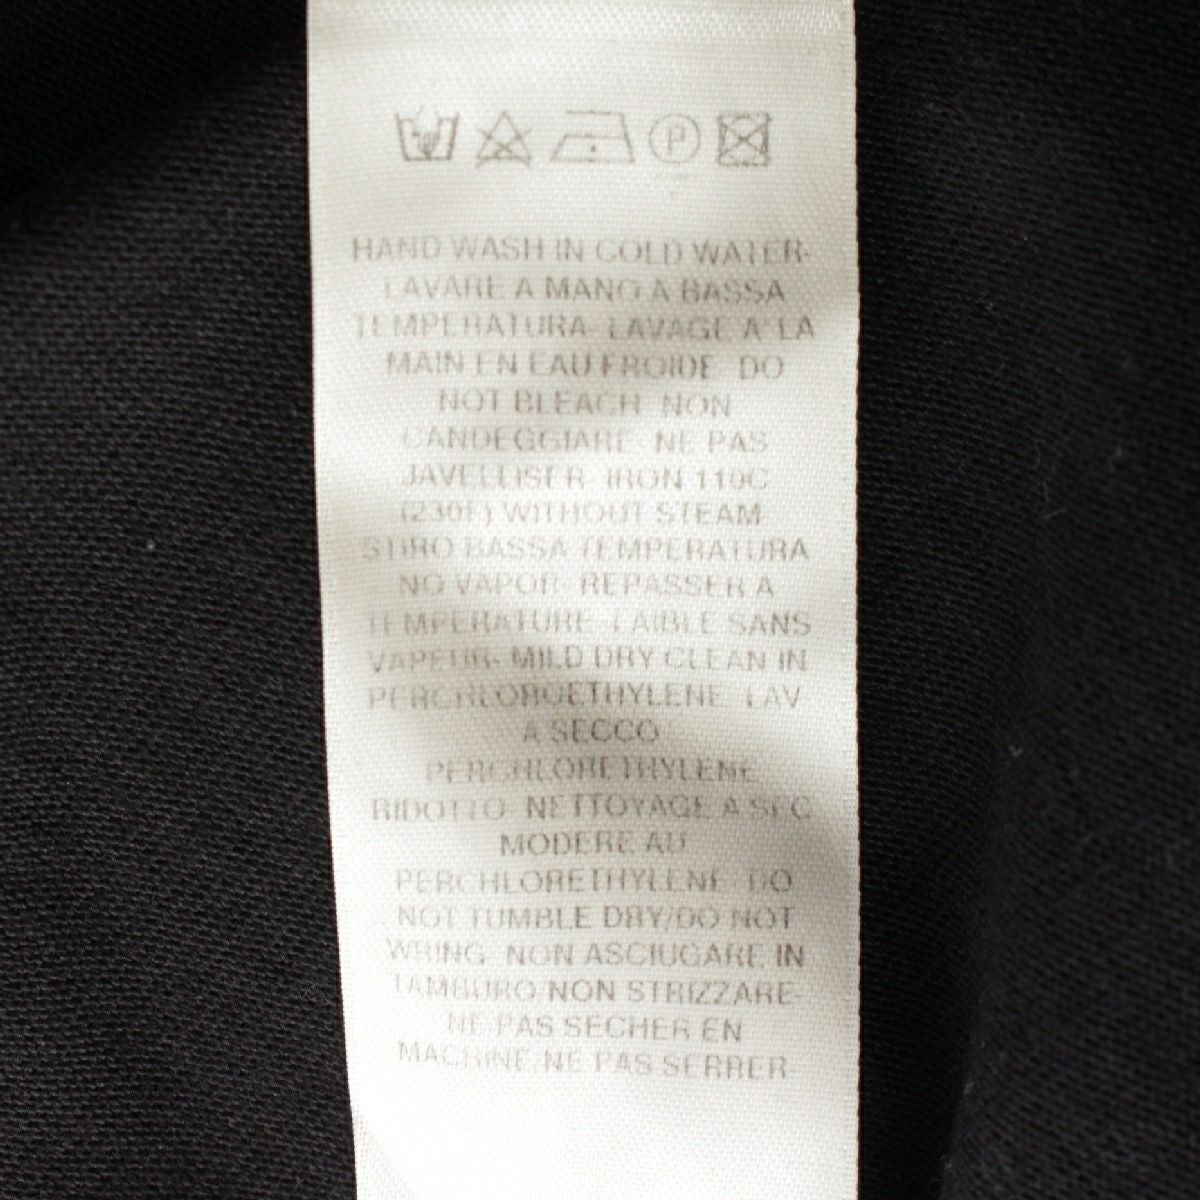 P
HAND WASH IN COLD WATER-
LAVARE A MANO A BASSA
TEMPERATURA- LAVAGE A' LA
MAIN EN EAU FROIDE- DO
NOT BLEACH- NON
CANDEGGIARE- NE PAS
JAVELLISER- IRON 110C
(230F) WITHOUT STEAM
STIRO BASSA TEMPERATURA
NO VAPOR- REPASSER A
TEMPERATURE FAIBLE SANS
VAPEUR- MILD DRY CLEAN IN
PERCHLOROETHYLENE- LAV
A SECCO
PERCHLORETHYLENE
RIDOTTO- NETTOYAGE A SEC
MODERE AU
PERCHLORETHYLENE- DO
NOT TUMBLE DRY/DO NOT
WRING- NON ASCIUGARE IN
TAMBURO NON STRIZZARE-
NE PAS SECHER EN
MACHINE/NE PAS SERRER